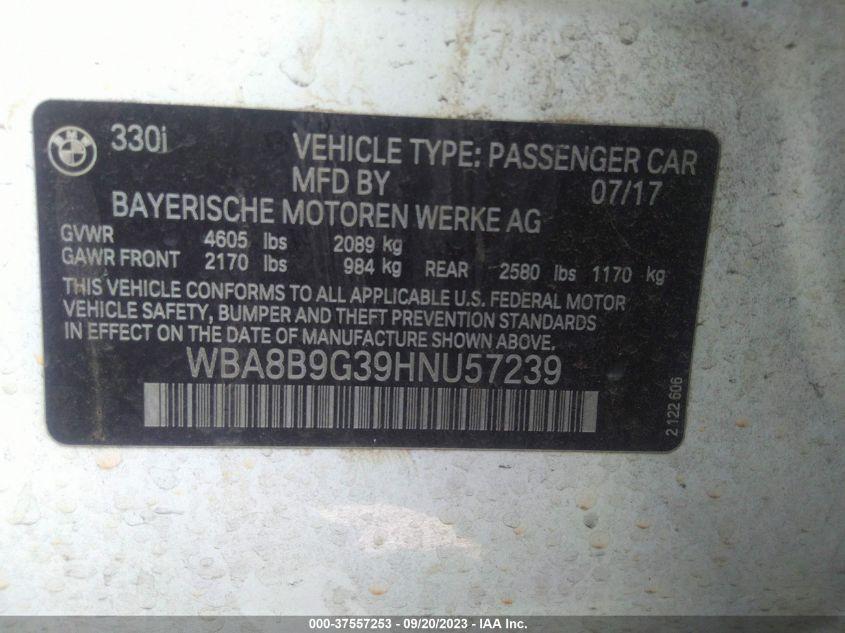 BMW
330i VEHICLE TYPE: PASSENGER CAR
MFD BY 07/17
BAYERISCHE MOTOREN WERKE AG
GVWR 4605 lbs 2089 kg
GAWR FRONT 2170 lbs 984 kg REAR 2580 lbs 1170 kg
THIS VEHICLE CONFORMS TO ALL APPLICABLE U.S. FEDERAL MOTOR
VEHICLE SAFETY, BUMPER AND THEFT PREVENTION STANDARDS
IN EFFECT ON THE DATE OF MANUFACTURE SHOWN ABOVE.
WBA8B9G39HNU57239
2 122 606
000-37557253 - 09/20/2023 - IAA Inc.